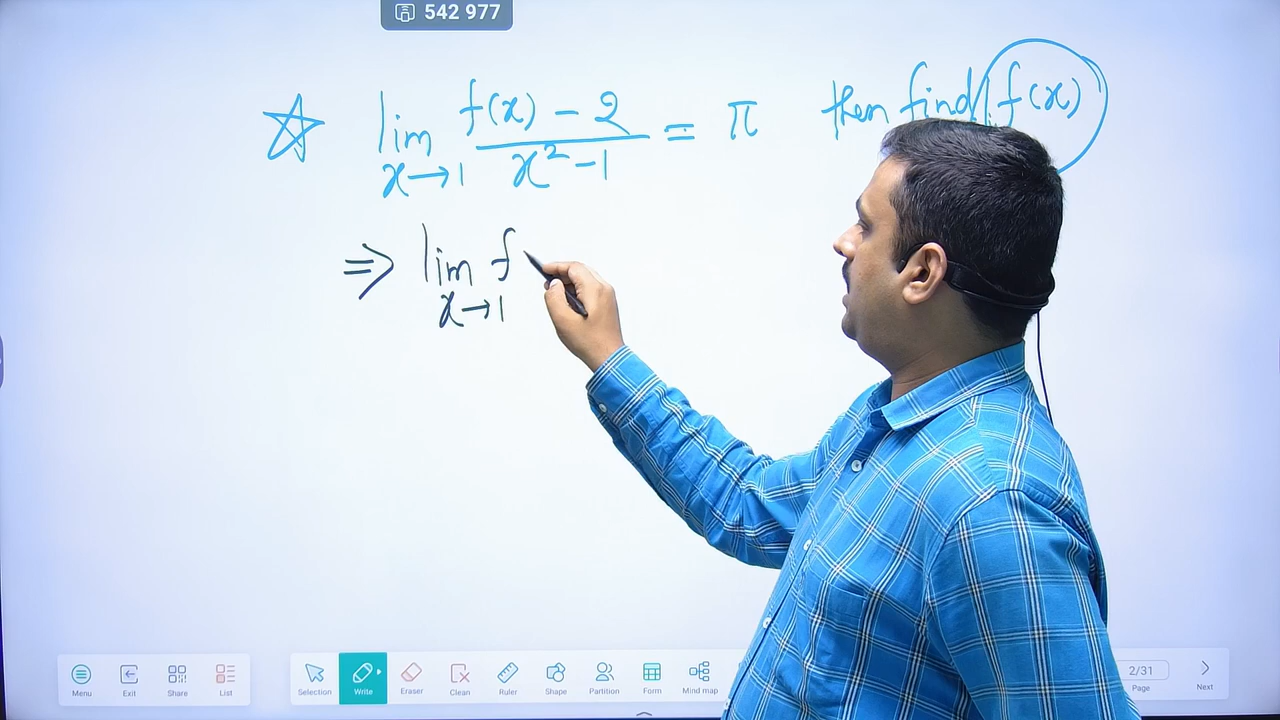 542 977
☆ lim x→1 f(x) - 2 / x² - 1 = π then find f(x)
⇒ lim x→1 f
Menu Exit Share List Selection Write Eraser Clean Ruler Shape Partition Form Mind map 2/31 Page Next